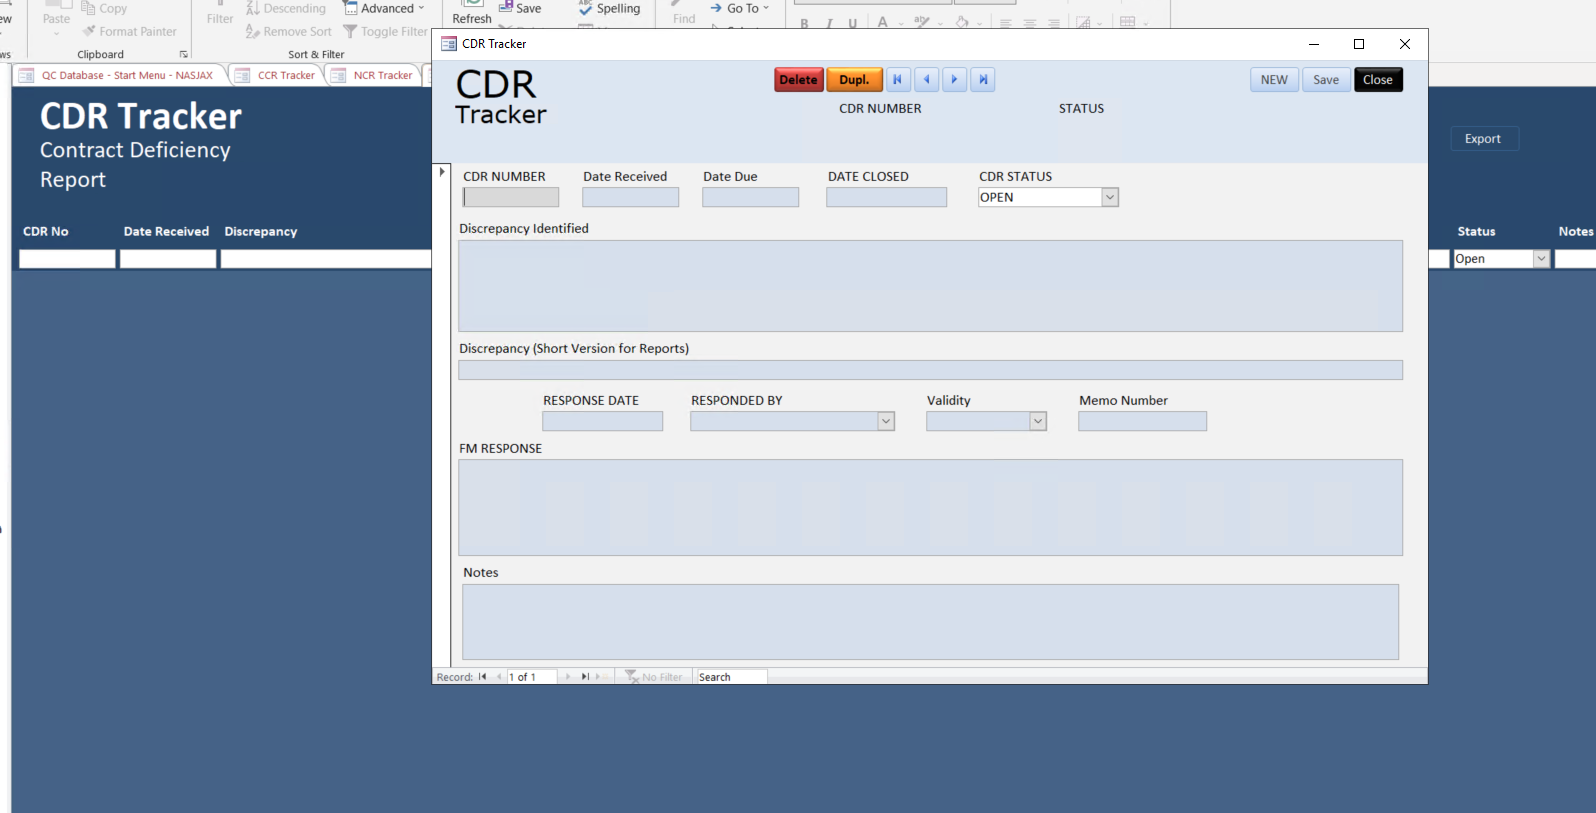 Paste
Copy
Format Painter
Clipboard
Filter
Descending
Remove Sort
Advanced
Toggle Filter
Sort & Filter
Refresh
Save
Spelling
Find
Go To
B I U A
QC Database - Start Menu - NASJAX
CCR Tracker
NCR Tracker
CDR Tracker
Contract Deficiency
Report
CDR No
Date Received
Discrepancy
Export
Status
Notes
Open
CDR Tracker
CDR
Tracker
Delete
Dupl.
NEW
Save
Close
CDR NUMBER
STATUS
CDR NUMBER
Date Received
Date Due
DATE CLOSED
CDR STATUS
OPEN
Discrepancy Identified
Discrepancy (Short Version for Reports)
RESPONSE DATE
RESPONDED BY
Validity
Memo Number
FM RESPONSE
Notes
Record:
1 of 1
No Filter
Search